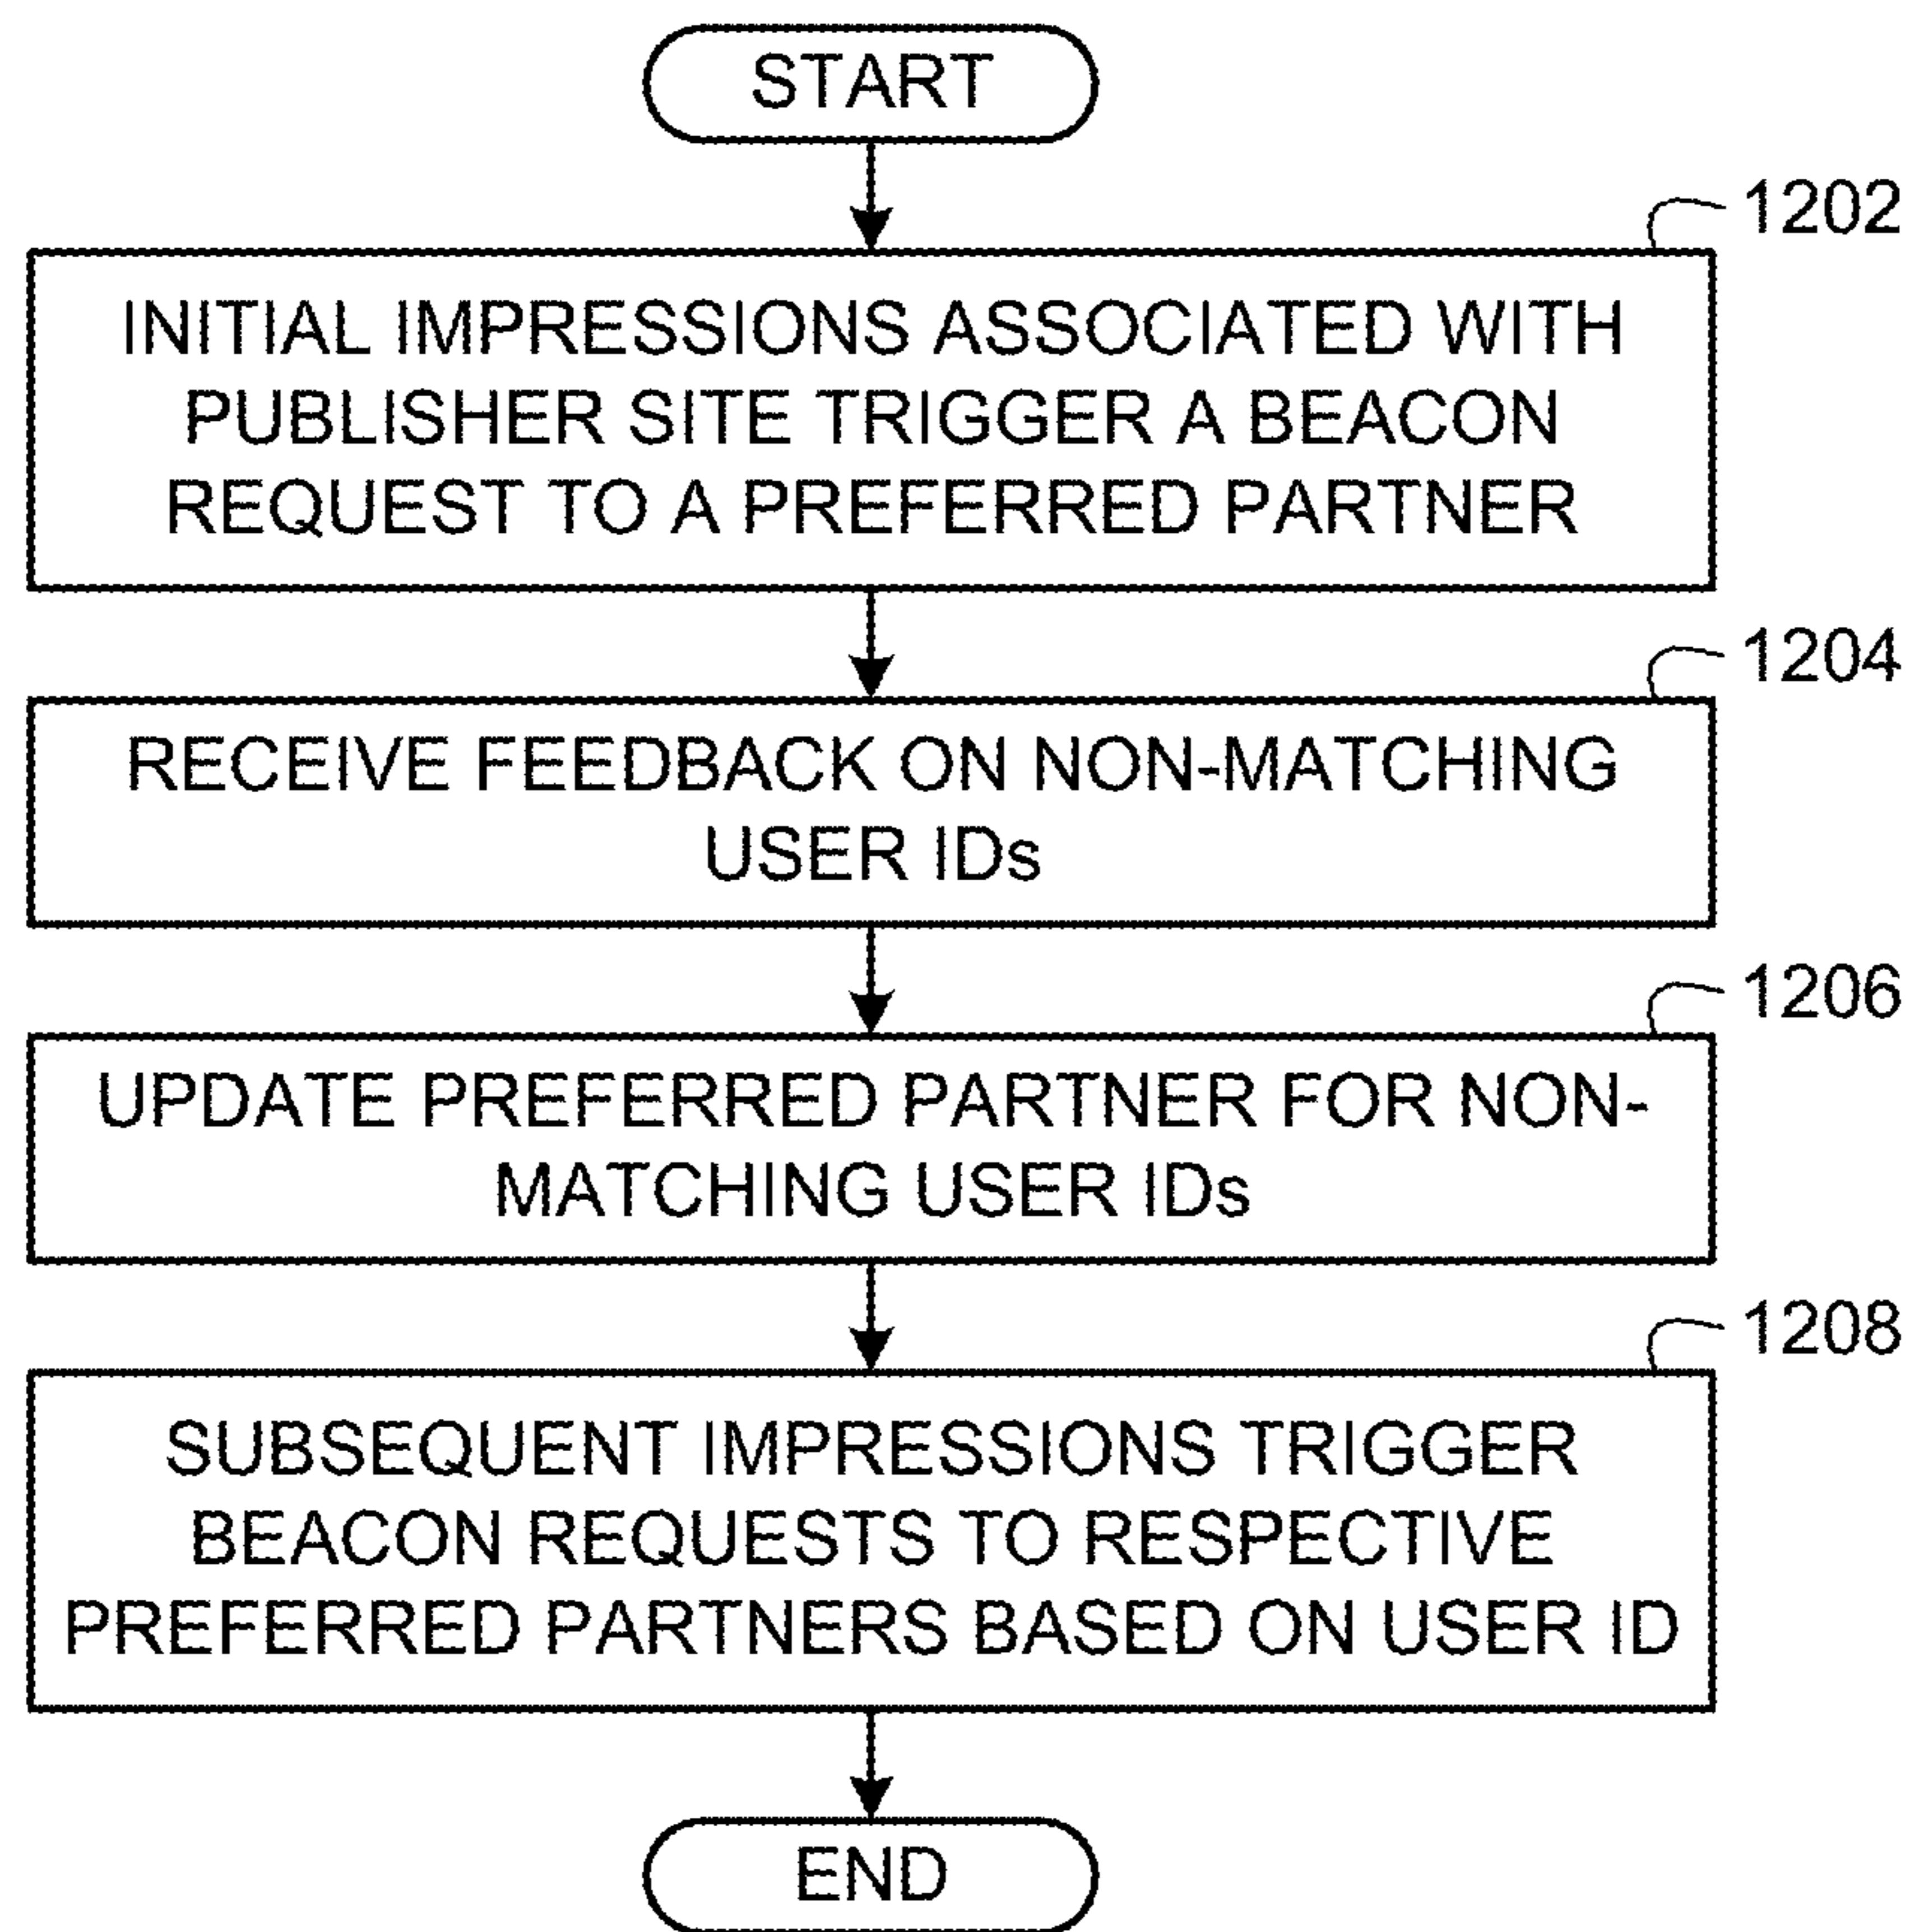 START
1202
INITIAL IMPRESSIONS ASSOCIATED WITH
PUBLISHER SITE TRIGGER A BEACON
REQUEST TO A PREFERRED PARTNER
1204
RECEIVE FEEDBACK ON NON-MATCHING
USER IDs
1206
UPDATE PREFERRED PARTNER FOR NON-
MATCHING USER IDs
1208
SUBSEQUENT IMPRESSIONS TRIGGER
BEACON REQUESTS TO RESPECTIVE
PREFERRED PARTNERS BASED ON USER ID
END